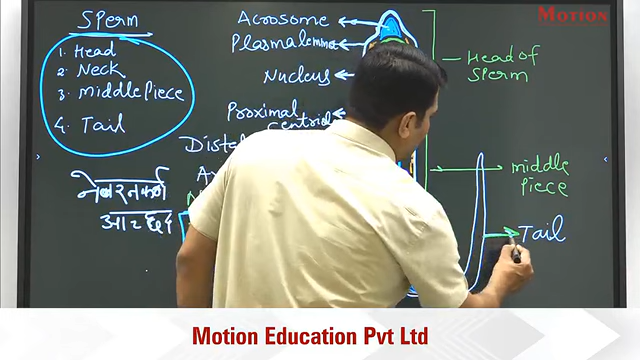 Sperm
1. Head
2. Neck
3. middle Piece
4. Tail
Acrosome
Plasmalemma
Nucleus
Proximal
Head of
Sperm
middle
Piece
Tail
MOTION
Motion Education Pvt Ltd